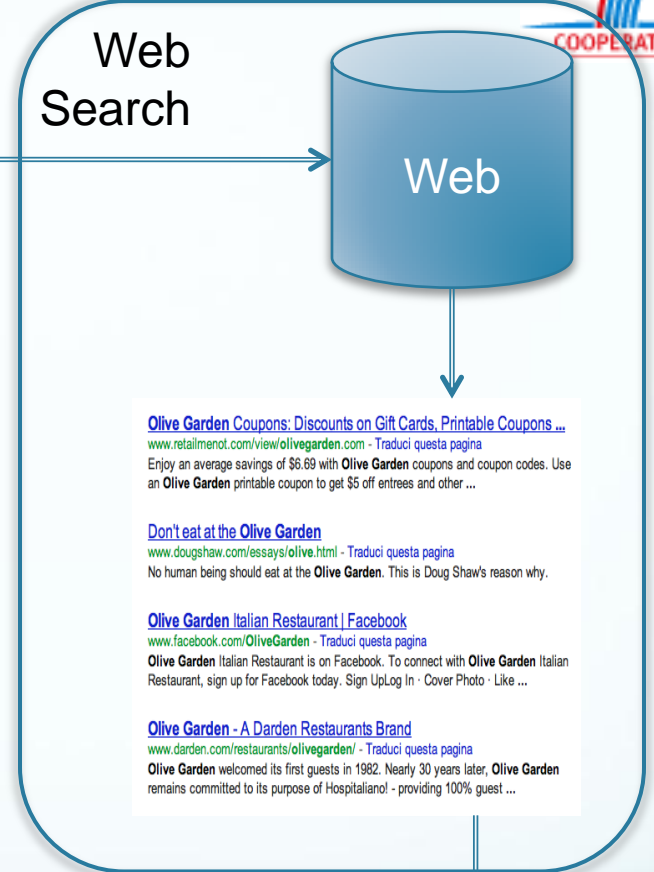 Web
Search
Web
Olive Garden Coupons: Discounts on Gift Cards, Printable Coupons ...
www.retailmenot.com/view/olivegarden.com - Traduci questa pagina
Enjoy an average savings of $6.69 with Olive Garden coupons and coupon codes. Use
an Olive Garden printable coupon to get $5 off entrees and other ...
Don't eat at the Olive Garden
www.dougshaw.com/essays/olive.html - Traduci questa pagina
No human being should eat at the Olive Garden. This is Doug Shaw's reason why.
Olive Garden Italian Restaurant | Facebook
www.facebook.com/OliveGarden - Traduci questa pagina
Olive Garden Italian Restaurant is on Facebook. To connect with Olive Garden Italian
Restaurant, sign up for Facebook today. Sign UpLog In · Cover Photo · Like ...
Olive Garden - A Darden Restaurants Brand
www.darden.com/restaurants/olivegarden/ - Traduci questa pagina
Olive Garden welcomed its first guests in 1982. Nearly 30 years later, Olive Garden
remains committed to its purpose of Hospitaliano! - providing 100% guest ...